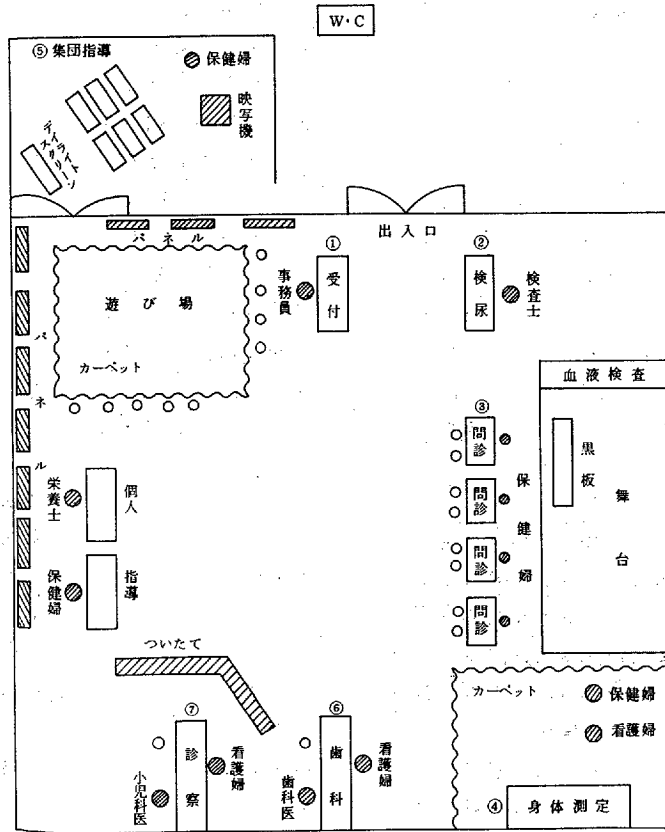 W・C
⑤ 集団指導
保健婦
映写機
デイライトスクリーン
出入口
パネル
①
受付
事務員
②
検尿
検査士
遊び場
カーペット
パネル
血液検査
黒板
舞台
③
問診
問診
問診
問診
保健婦
栄養士
個人
保健婦
指導
ついたて
カーペット
保健婦
看護婦
④
身体測定
⑦
診察
看護婦
小児科医
⑥
歯科
看護婦
歯科医